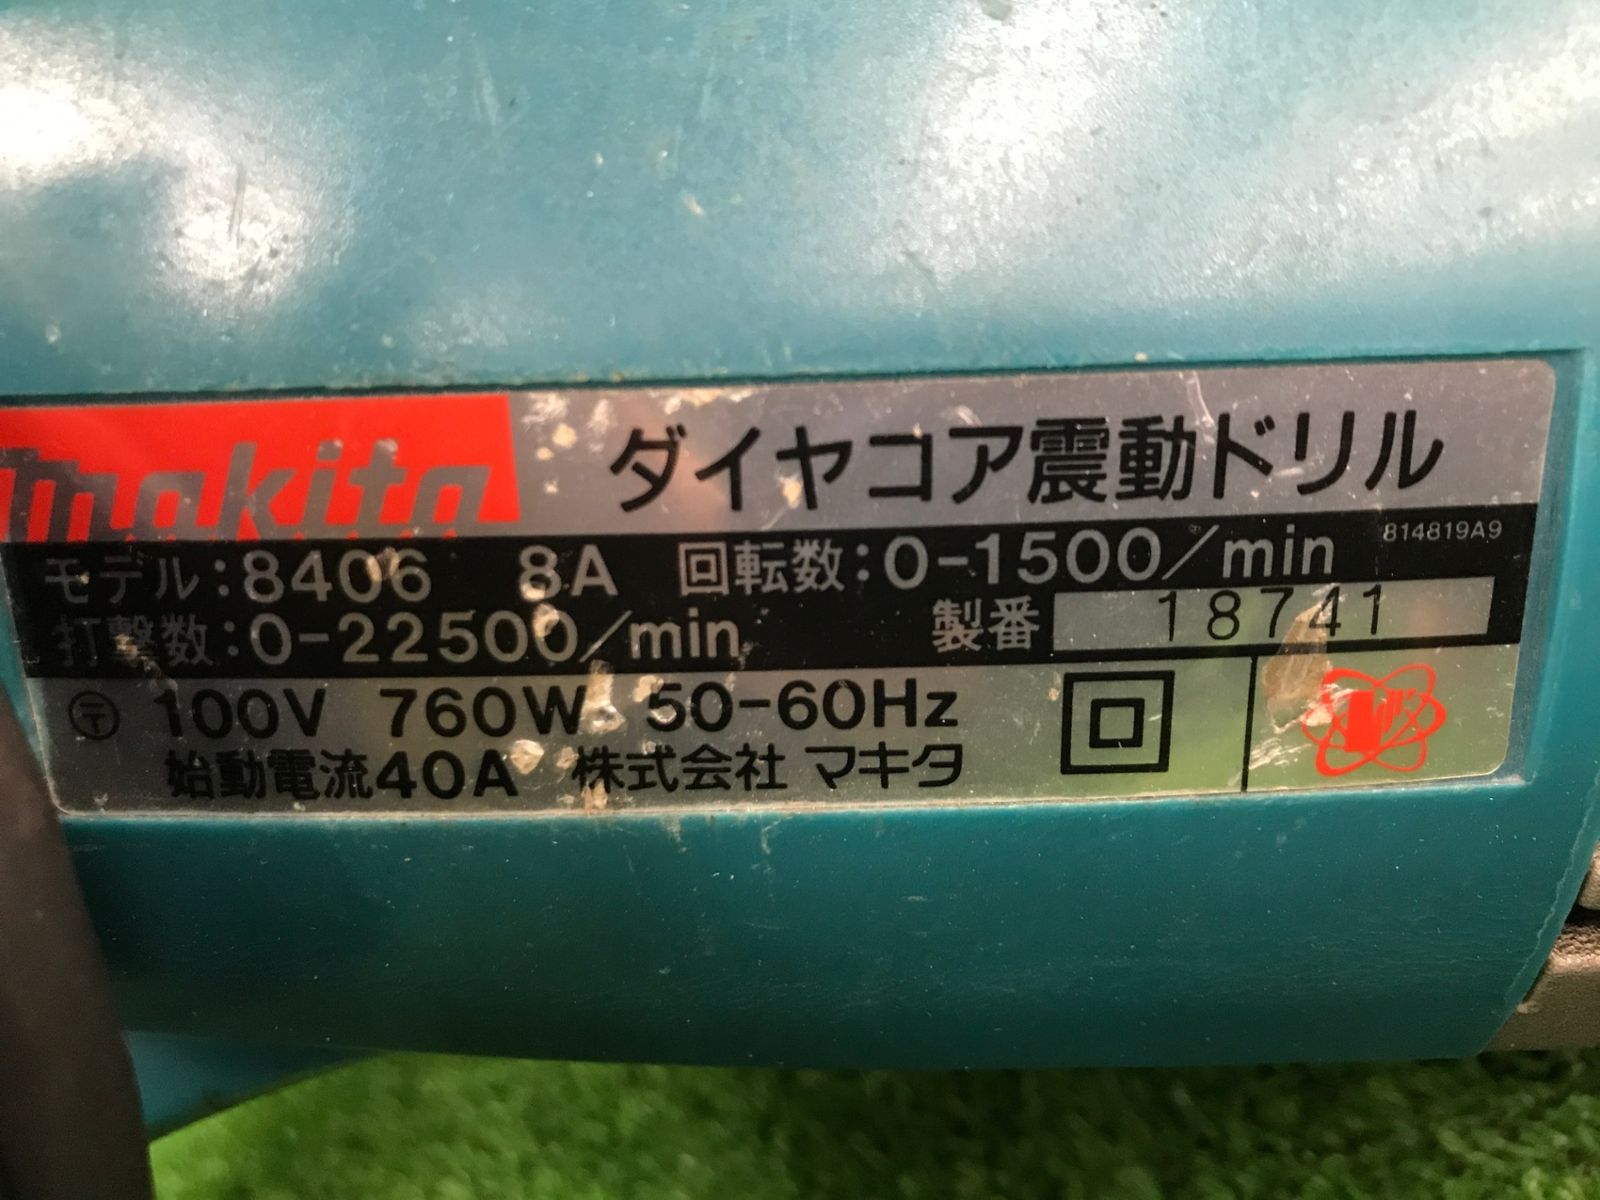 makita ダイヤコア震動ドリル
モデル:8406 8A 回転数:0-1500/min 814819A9
打撃数:0-22500/min 製番 18741
〒 100V 760W 50-60Hz
始動電流40A 株式会社 マキタ